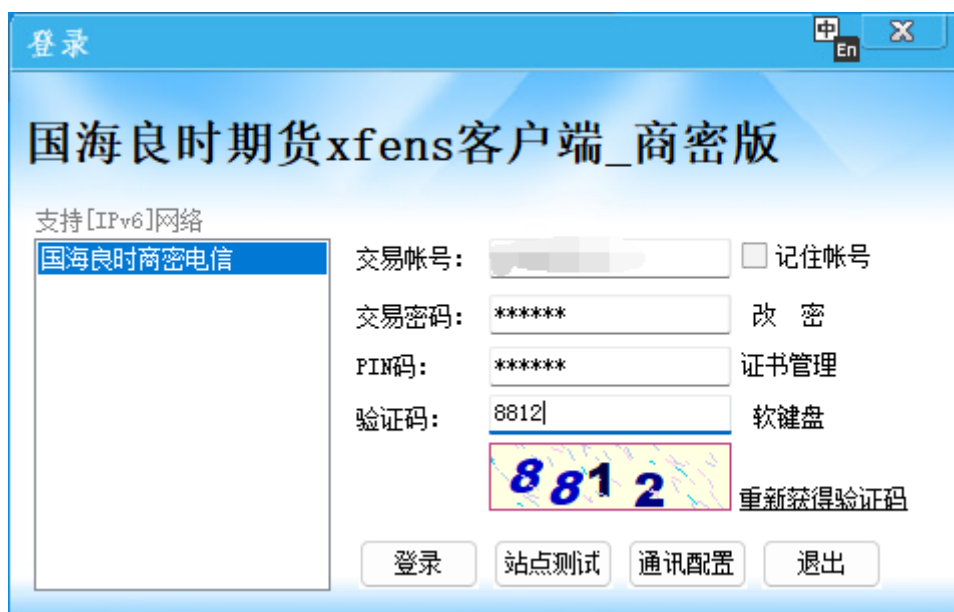 登录
中
En
国海良时期货xfens客户端_商密版
支持[IPv6]网络
国海良时商密电信
交易帐号: 记住帐号
交易密码: ****** 改 密
PIN码: ****** 证书管理
验证码: 8812 软键盘
8812 重新获得验证码
登录 站点测试 通讯配置 退出